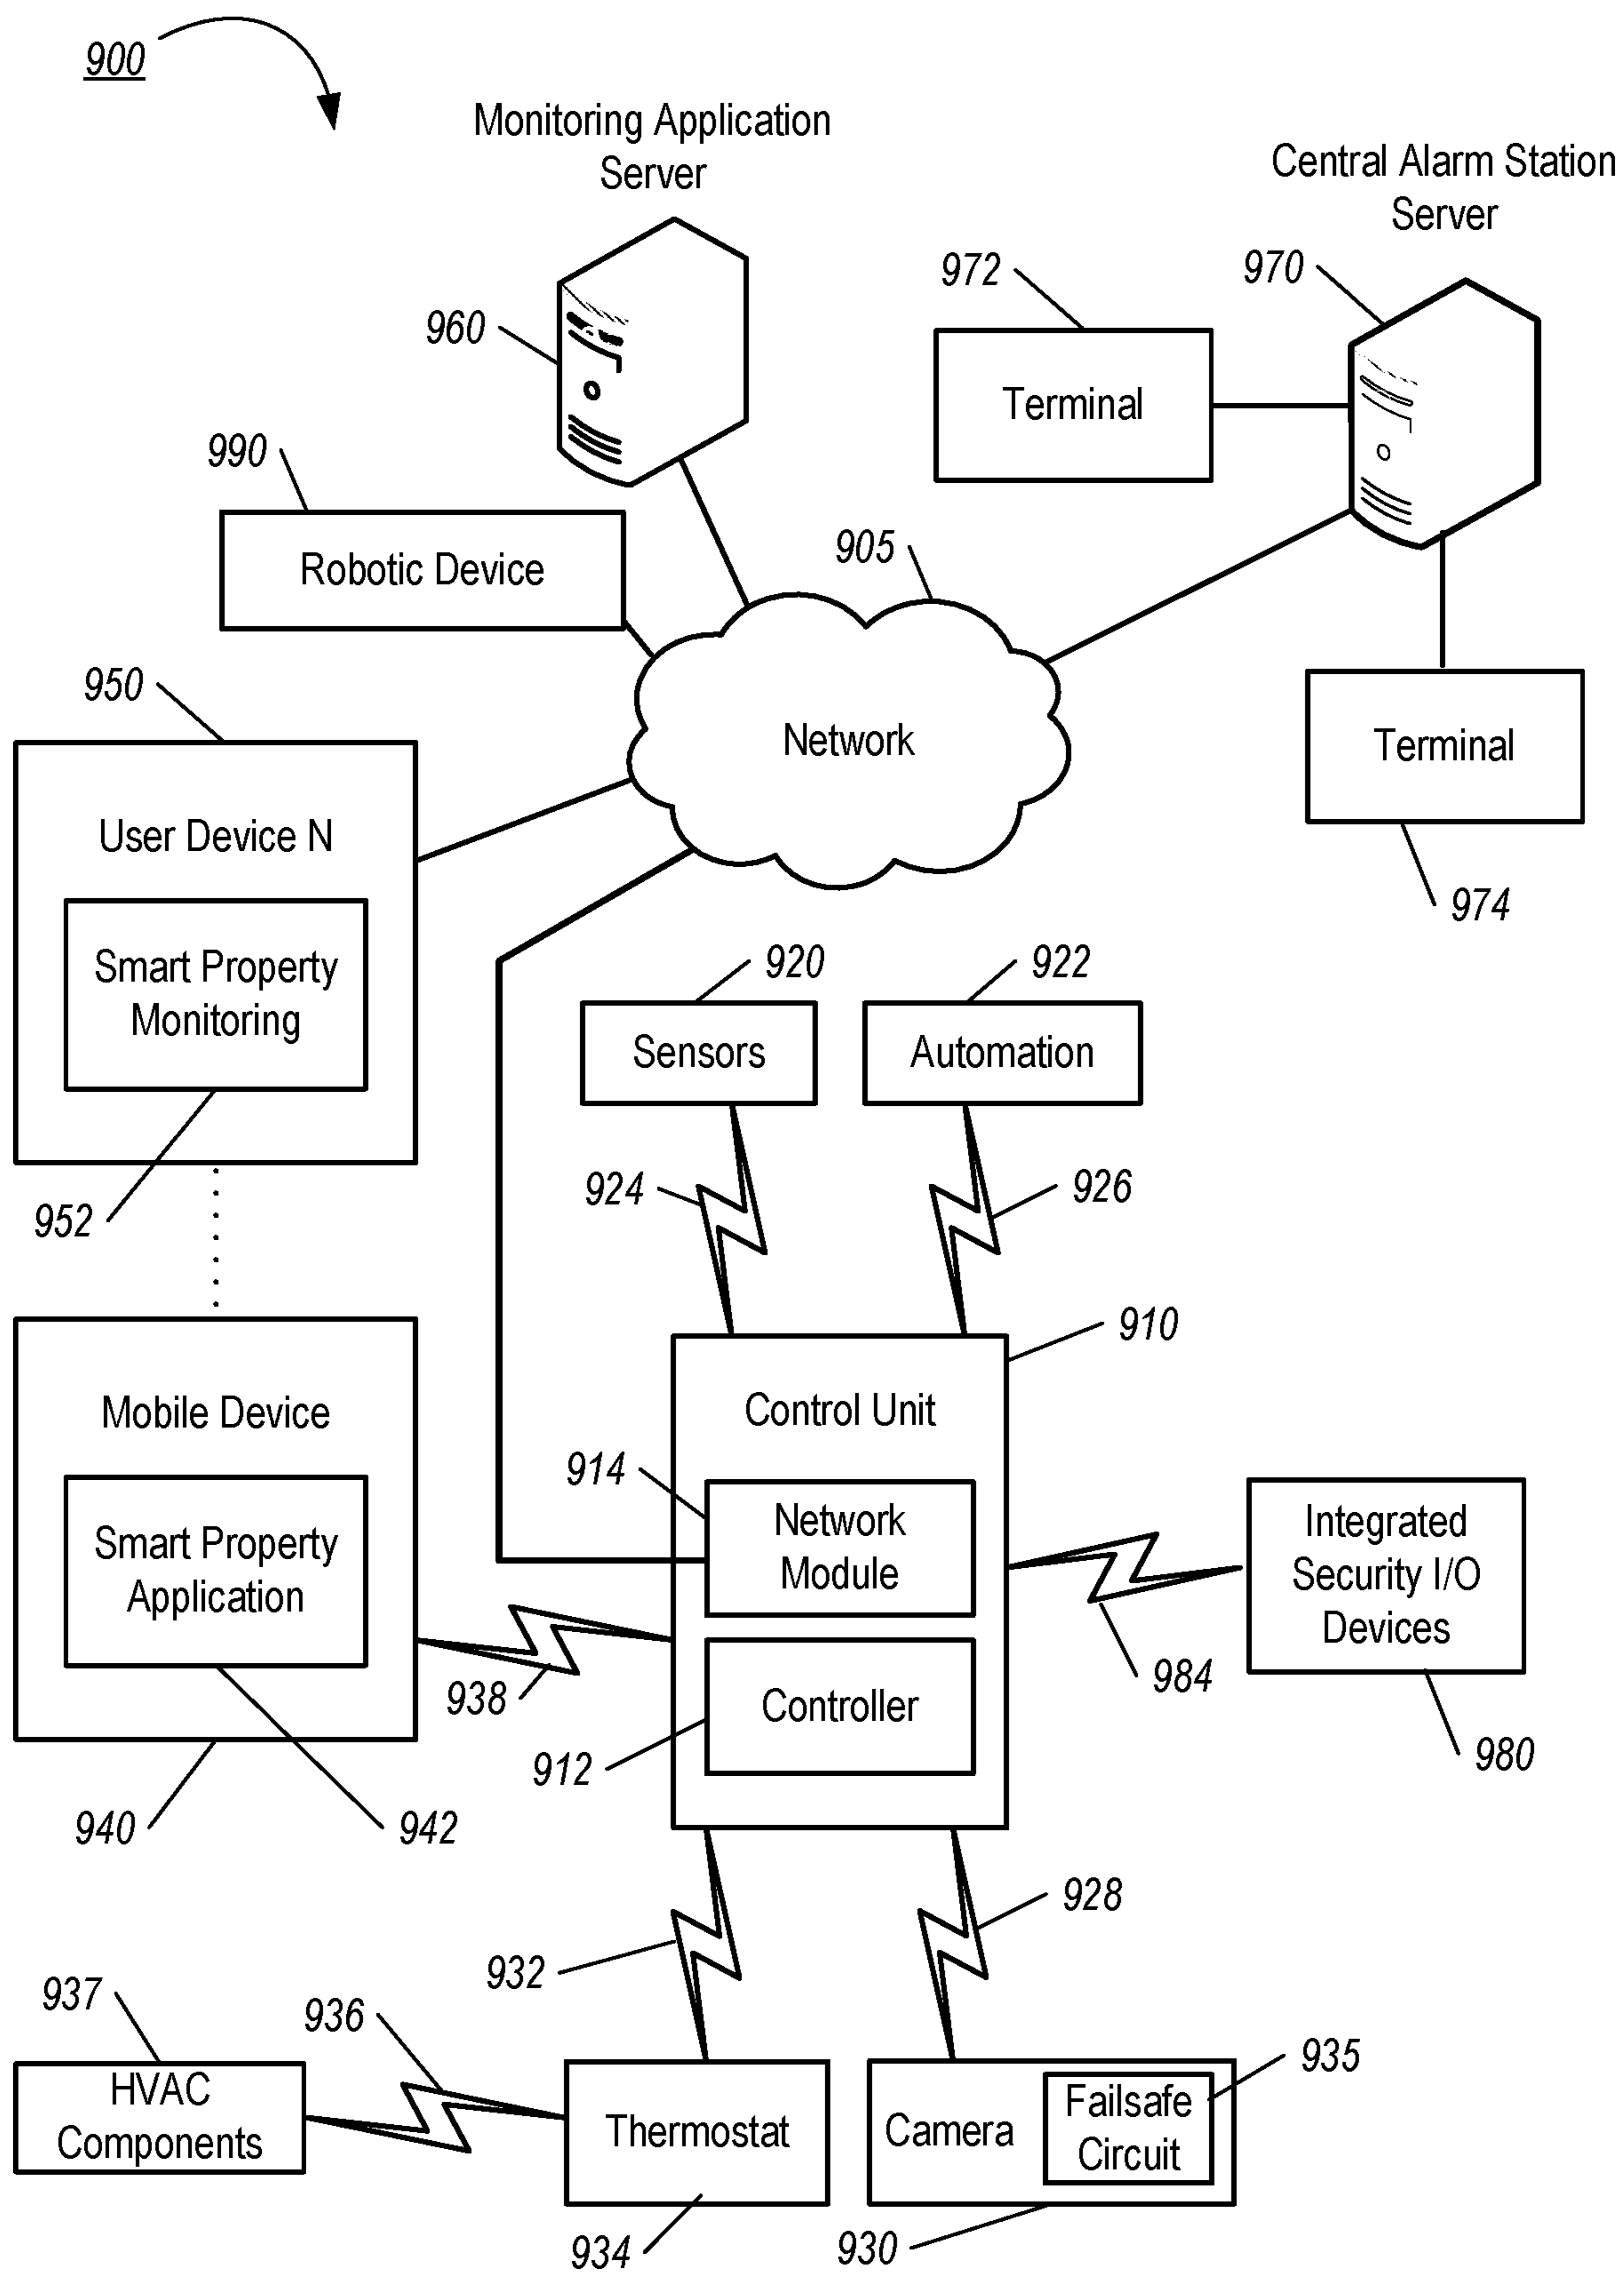 900
Monitoring Application
Server
Central Alarm Station
Server
972
970
960
Terminal
990
905
Robotic Device
950
Network
Terminal
User Device N
974
920
922
Smart Property
Monitoring
Sensors
Automation
924
926
952
910
Mobile Device
Control Unit
914
Network
Module
Integrated
Security I/O
Devices
Smart Property
Application
984
938
Controller
912
980
940
942
928
932
937
936
935
HVAC
Components
Thermostat
Camera
Failsafe
Circuit
934
930